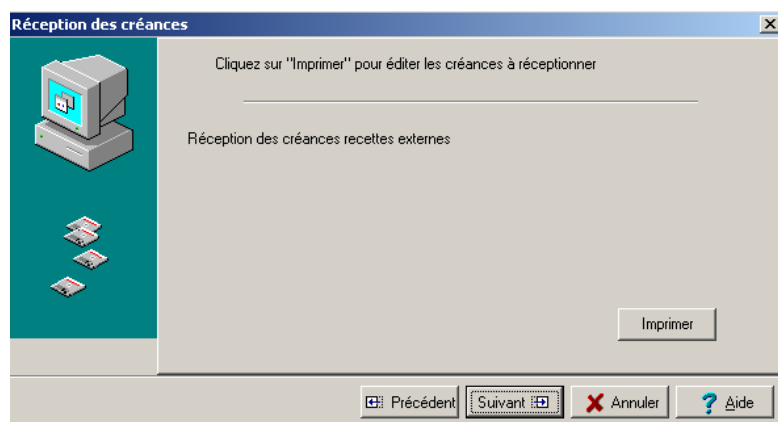 Réception des créances
Cliquez sur "Imprimer" pour éditer les créances à réceptionner
Réception des créances recettes externes
Imprimer
Précédent Suivant Annuler Aide